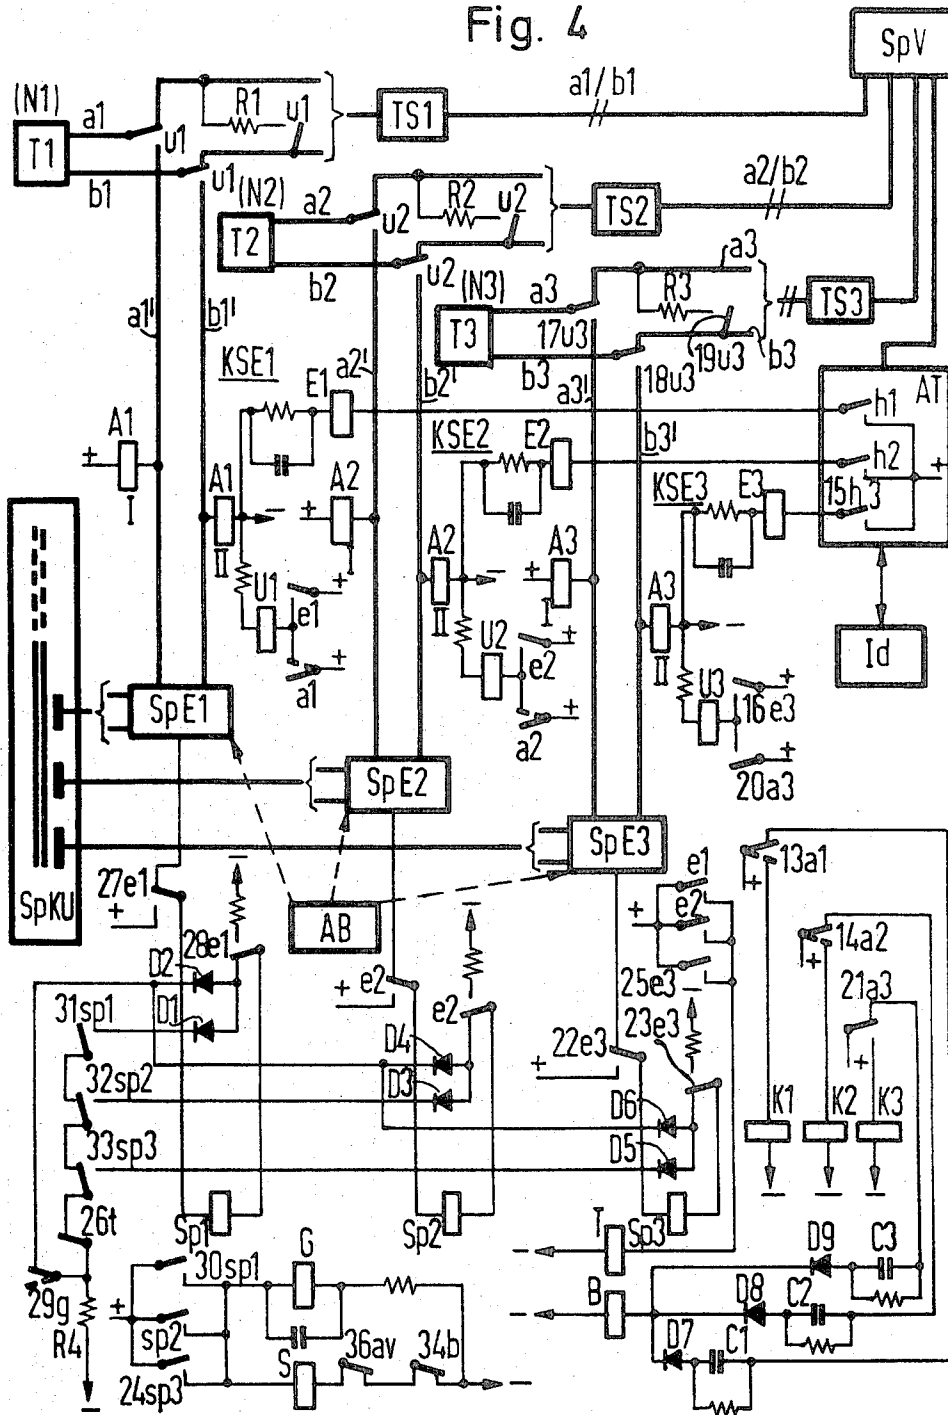 Fig. 4
SpV
(N1)
a1
R1
u1
a1/b1
T1
u1
TS1
b1
u1
(N2)
a2
R2
u2
a2/b2
T2
u2
TS2
b2
u2
(N3)
a3
R3
a3
T3
17u3
TS3
a1'
b1'
b3
18u3
19u3
b3
KSE1
a2'
b2'
a3'
AT
E1
h1
A1
I
KSE2
E2
b3'
h2
+
A1
II
A2
I
KSE3
E3
15h3
+
U1
e1
+
a1
+
A2
II
A3
I
U2
e2
+
a2
+
A3
II
Id
U3
16e3
+
20a3
+
SpE1
SpE2
SpE3
SpKU
AB
27e1
+
28e1
e1
e2
+
25e3
13a1
+
14a2
+
21a3
+
D2
D1
e2
+
e2
31sp1
D4
D3
22e3
+
23e3
32sp2
D6
D5
K1
K2
K3
33sp3
26t
Sp1
Sp2
Sp3
T
29g
30sp1
G
D9
C3
R4
+
sp2
B
D8
C2
24sp3
S
36av
34b
D7
C1